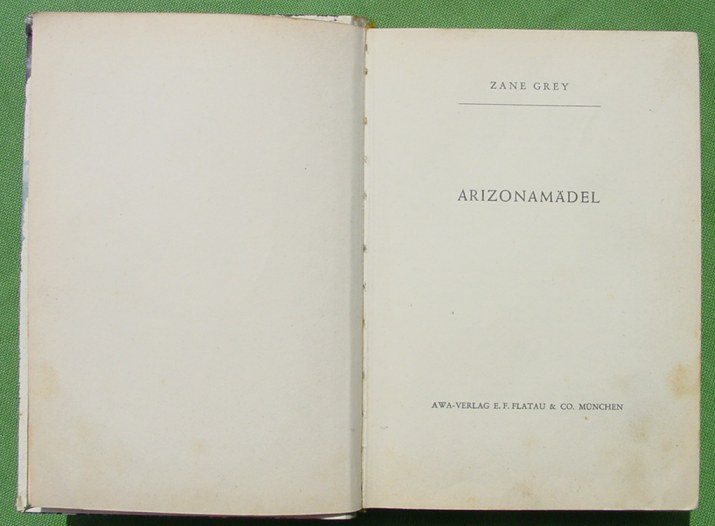 ZANE GREY
ARIZONAMÄDEL
AWA-VERLAG E. F. FLATAU & CO. MÜNCHEN